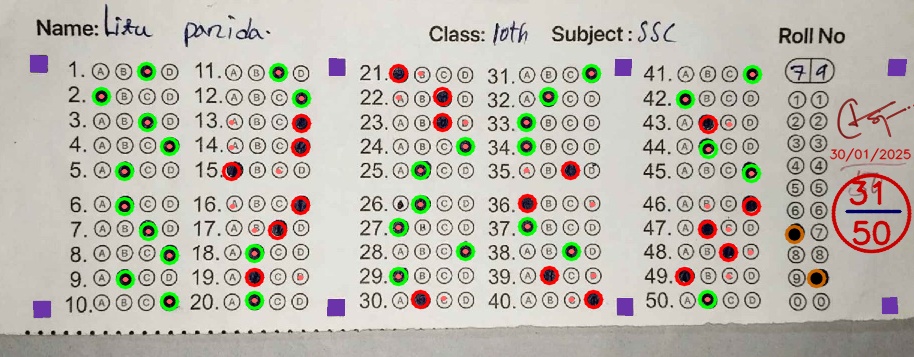 Name: Litu parida. Class: 10th Subject: SSC Roll No
1. A B D
2. B C D
3. A B D
4. A B C
5. A C D
6. A C D
7. A B D
8. A B C
9. A C D
10. A B C
11. A B D
12. A B C
13. B C
14. B C
15. B D
16. B C
17. A D
18. A C D
19. A C
20. A C D
21. C D
22. B D
23. A B D
24. A B C
25. A C D
26. C D
27. B C D
28. A B C
29. B C D
30. A D
31. A B C
32. A C D
33. B C D
34. B C D
35. B D
36. B C
37. B C D
38. A B D
39. A D
40. A B
41. A B C
42. B C D
43. A D
44. A C D
45. A B C
46. A C
47. A D
48. A B
49. B D
50. A C D
7 9
1 1
2 2
3 3
4 4
5 5
6 6
7
8 8
9
0 0
30/01/2025
31
50